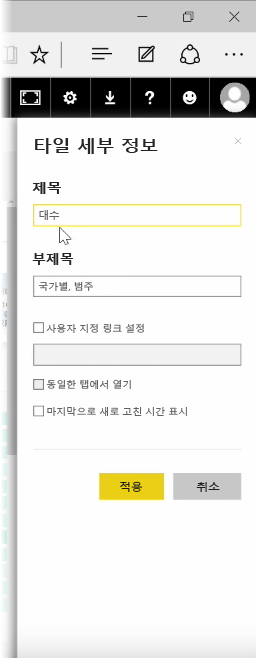 타일 세부 정보
제목
대수
부제목
국가별, 범주
사용자 지정 링크 설정
동일한 탭에서 열기
마지막으로 새로 고친 시간 표시
적용
취소